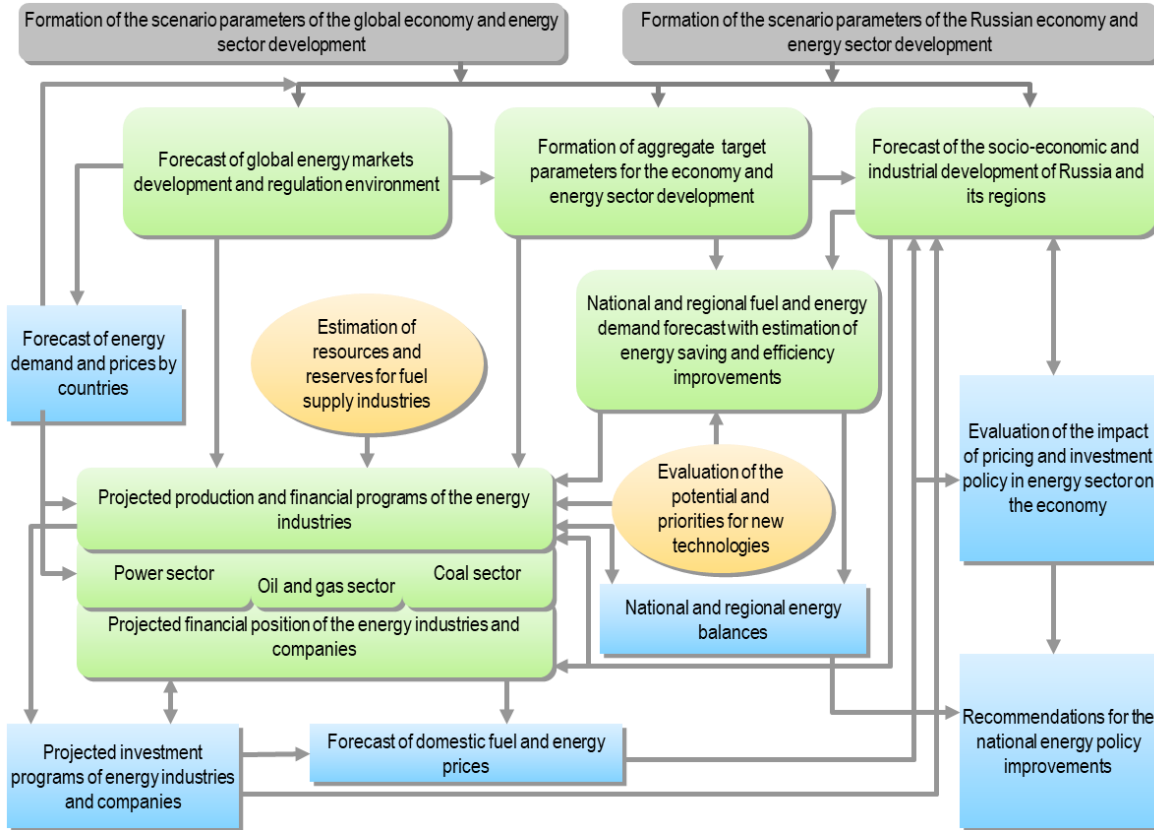 Formation of the scenario parameters of the global economy and energy
sector development
Formation of the scenario parameters of the Russian economy and
energy sector development
Forecast of global energy markets
development and regulation environment
Formation of aggregate target
parameters for the economy and
energy sector development
Forecast of the socio-economic and
industrial development of Russia and
its regions
Forecast of energy
demand and prices by
countries
Estimation of
resources and
reserves for fuel
supply industries
National and regional fuel and energy
demand forecast with estimation of
energy saving and efficiency
improvements
Evaluation of the impact
of pricing and investment
policy in energy sector on
the economy
Projected production and financial programs of the energy
industries
Evaluation of the
potential and
priorities for new
technologies
Power sector
Oil and gas sector
Coal sector
Projected financial position of the energy industries and
companies
National and regional energy
balances
Projected investment
programs of energy industries
and companies
Forecast of domestic fuel and energy
prices
Recommendations for the
national energy policy
improvements